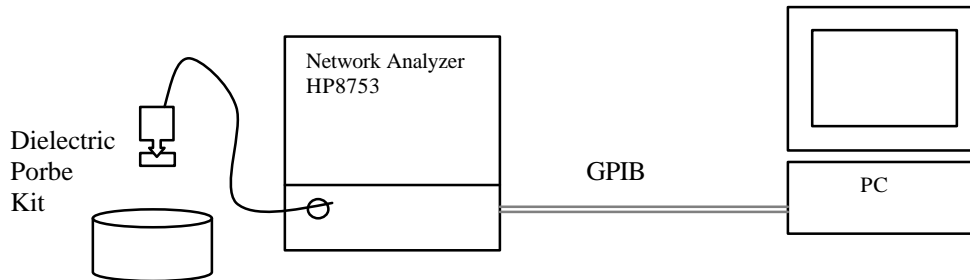 Network Analyzer
HP8753
Dielectric
Porbe
Kit
GPIB
PC